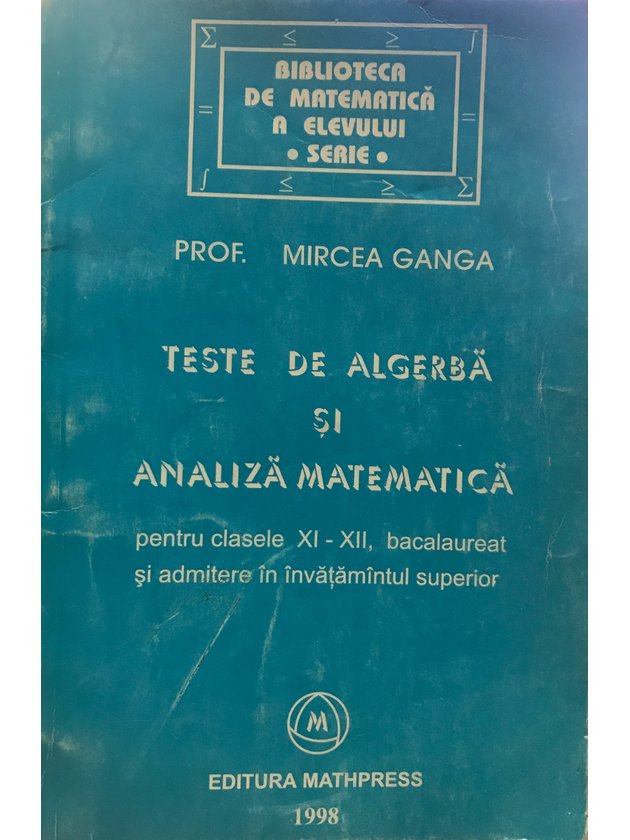 Σ ≤ ≥ ∫
BIBLIOTECA
DE MATEMATICĂ
= A ELEVULUI =
• SERIE •
∫ ≤ ≥ Σ
PROF. MIRCEA GANGA
TESTE DE ALGERBĂ
ȘI
ANALIZĂ MATEMATICĂ
pentru clasele XI - XII, bacalaureat
și admitere în învățămîntul superior
M
EDITURA MATHPRESS
1998